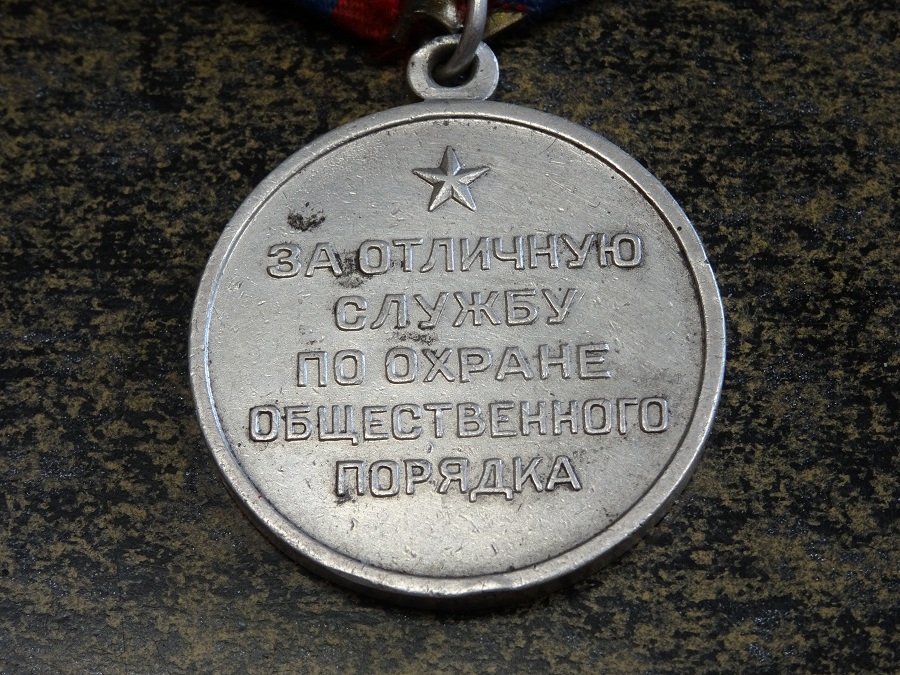 ЗА ОТЛИЧНУЮ
СЛУЖБУ
ПО ОХРАНЕ
ОБЩЕСТВЕННОГО
ПОРЯДКА